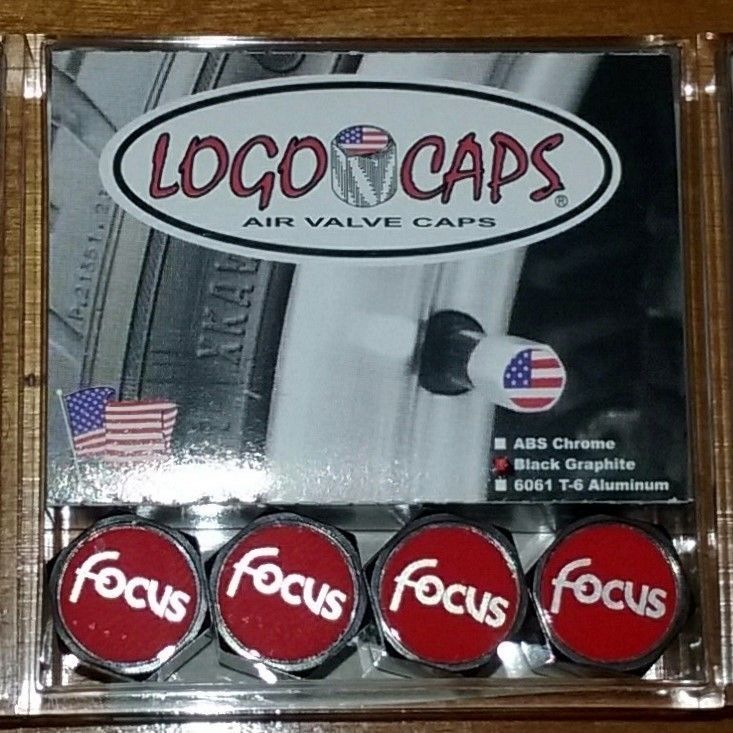 LOGO CAPS®
AIR VALVE CAPS
ABS Chrome
Black Graphite
6061 T-6 Aluminum
focus
focus
focus
focus